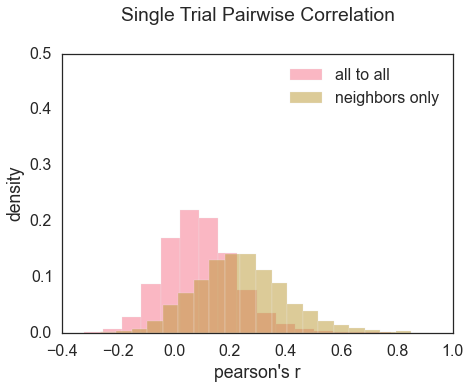 Single Trial Pairwise Correlation
0.5
0.4
0.3
0.2
0.1
0.0
density
all to all
neighbors only
−0.4 −0.2 0.0 0.2 0.4 0.6 0.8 1.0
pearson's r